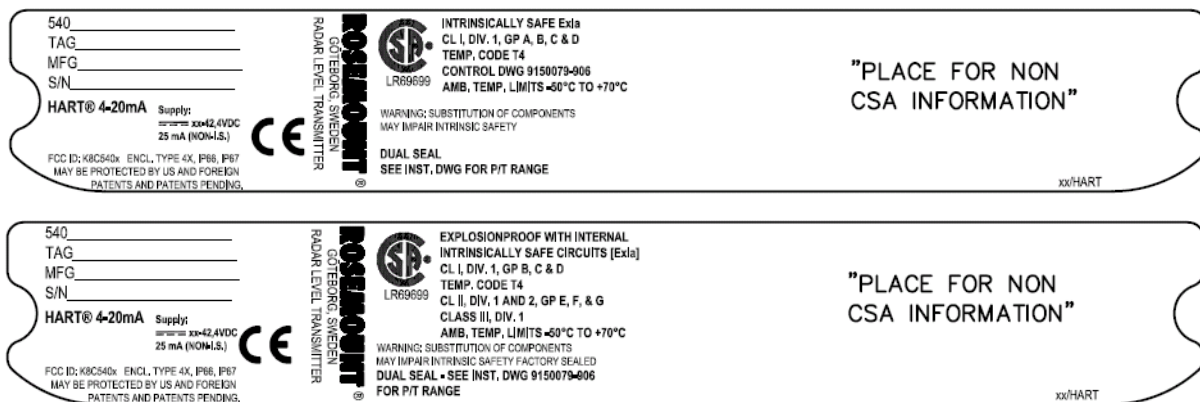 540
TAG
MFG
S/N
HART® 4-20mA
Supply:
xx-42,4VDC
25 mA (NON-I.S.)
FCC ID: K8C540x ENCL. TYPE 4X, IP66, IP67
MAY BE PROTECTED BY US AND FOREIGN
PATENTS AND PATENTS PENDING.
CE
ROSEMOUNT®
GÖTEBORG, SWEDEN
RADAR LEVEL TRANSMITTER
CSA®
LR69699
INTRINSICALLY SAFE Exia
CL I, DIV. 1, GP A, B, C & D
TEMP. CODE T4
CONTROL DWG 9150079-906
AMB. TEMP. LIMITS -50°C TO +70°C
WARNING: SUBSTITUTION OF COMPONENTS
MAY IMPAIR INTRINSIC SAFETY
DUAL SEAL
SEE INST. DWG FOR P/T RANGE
"PLACE FOR NON
CSA INFORMATION"
xx/HART
540
TAG
MFG
S/N
HART® 4-20mA
Supply:
xx-42,4VDC
25 mA (NON-I.S.)
FCC ID: K8C540x ENCL. TYPE 4X, IP66, IP67
MAY BE PROTECTED BY US AND FOREIGN
PATENTS AND PATENTS PENDING.
CE
ROSEMOUNT®
GÖTEBORG, SWEDEN
RADAR LEVEL TRANSMITTER
CSA®
LR69699
EXPLOSIONPROOF WITH INTERNAL
INTRINSICALLY SAFE CIRCUITS [Exia]
CL I, DIV. 1, GP B, C & D
TEMP. CODE T4
CL II, DIV. 1 AND 2, GP E, F, & G
CLASS III, DIV. 1
AMB. TEMP. LIMITS -50°C TO +70°C
WARNING: SUBSTITUTION OF COMPONENTS
MAY IMPAIR INTRINSIC SAFETY FACTORY SEALED
DUAL SEAL - SEE INST. DWG 9150079-906
FOR P/T RANGE
"PLACE FOR NON
CSA INFORMATION"
xx/HART